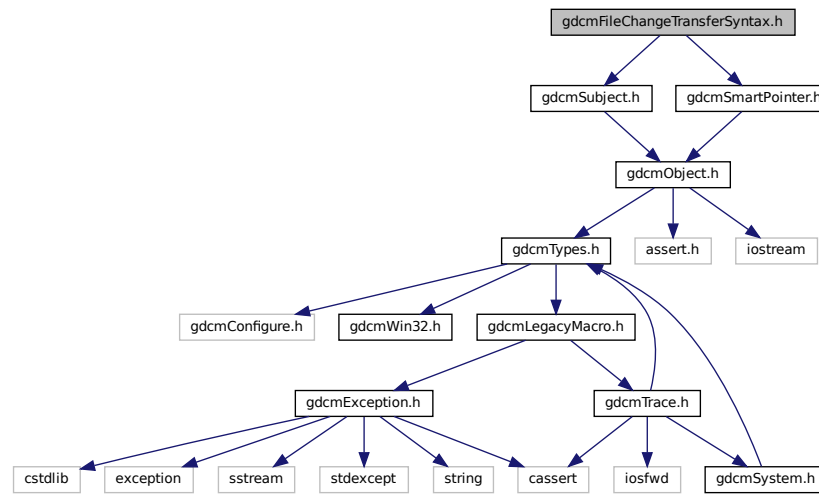 gdcmFileChangeTransferSyntax.h
gdcmSubject.h
gdcmSmartPointer.h
gdcmObject.h
gdcmTypes.h
assert.h
iostream
gdcmConfigure.h
gdcmWin32.h
gdcmLegacyMacro.h
gdcmException.h
gdcmTrace.h
cstdlib
exception
sstream
stdexcept
string
cassert
iosfwd
gdcmSystem.h